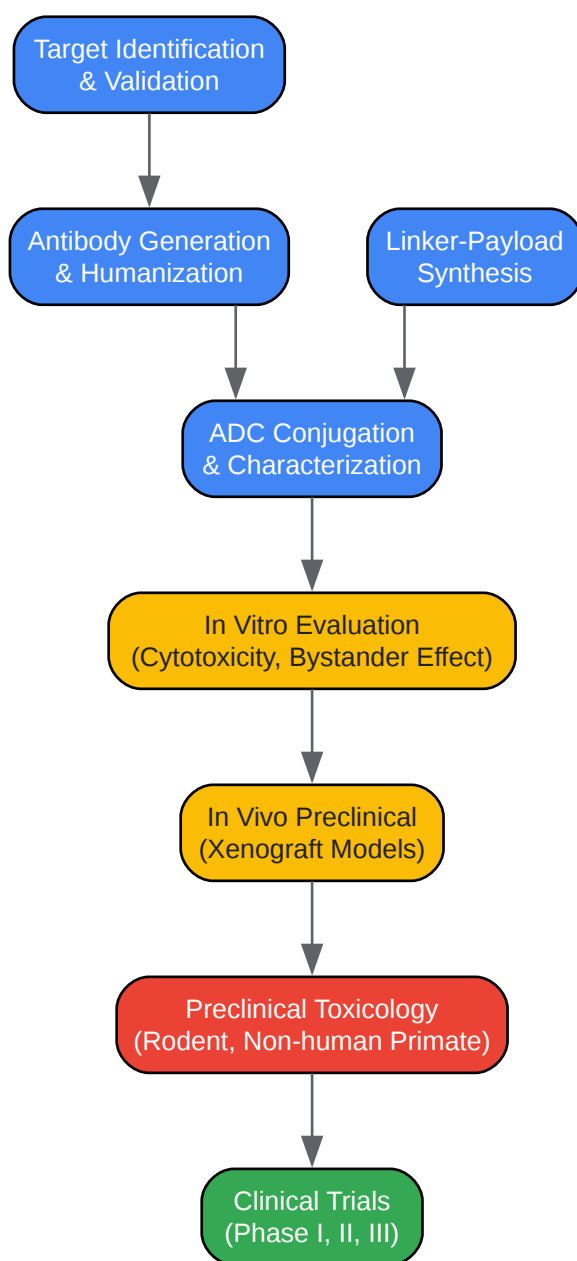 Target Identification
& Validation
Antibody Generation
& Humanization
Linker-Payload
Synthesis
ADC Conjugation
& Characterization
In Vitro Evaluation
(Cytotoxicity, Bystander Effect)
In Vivo Preclinical
(Xenograft Models)
Preclinical Toxicology
(Rodent, Non-human Primate)
Clinical Trials
(Phase I, II, III)